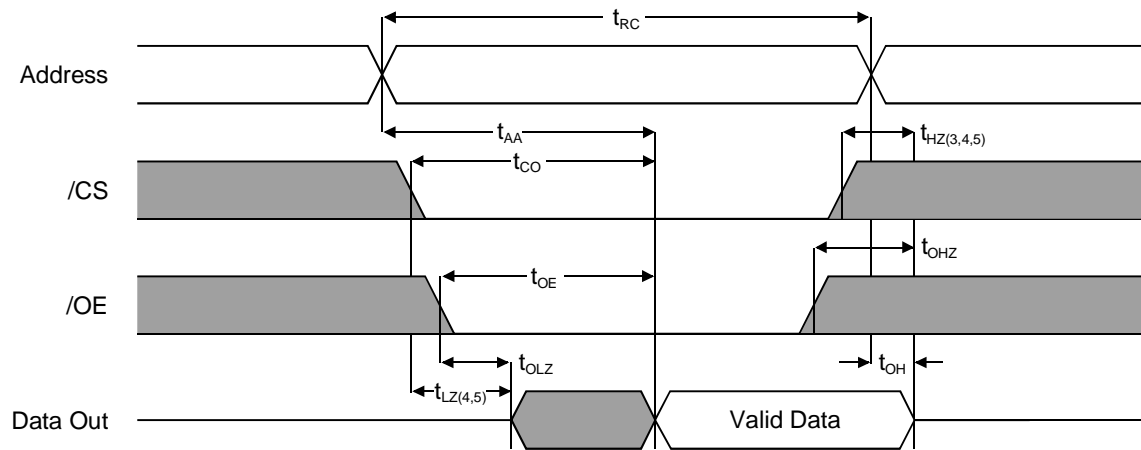 tRC
Address
tAA
tHZ(3,4,5)
tCO
/CS
tOHZ
tOE
/OE
tOLZ
tOH
tLZ(4,5)
Data Out
Valid Data